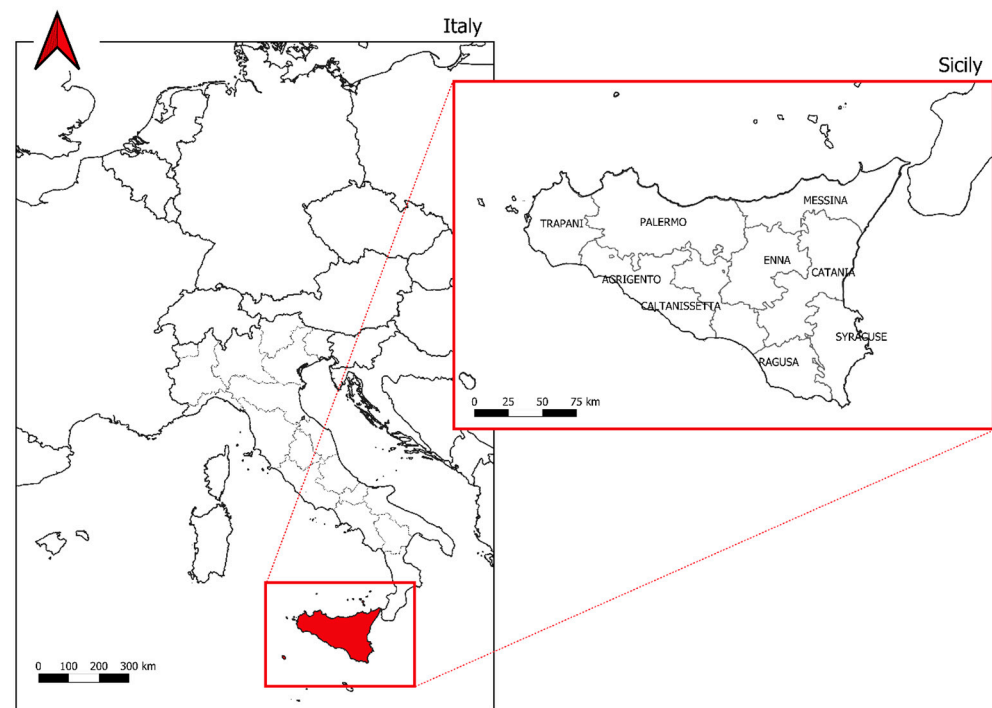 Italy
Sicily
MESSINA
TRAPANI
PALERMO
ENNA
CATANIA
AGRIGENTO
CALTANISSETTA
SYRACUSE
RAGUSA
0 25 50 75 km
0 100 200 300 km